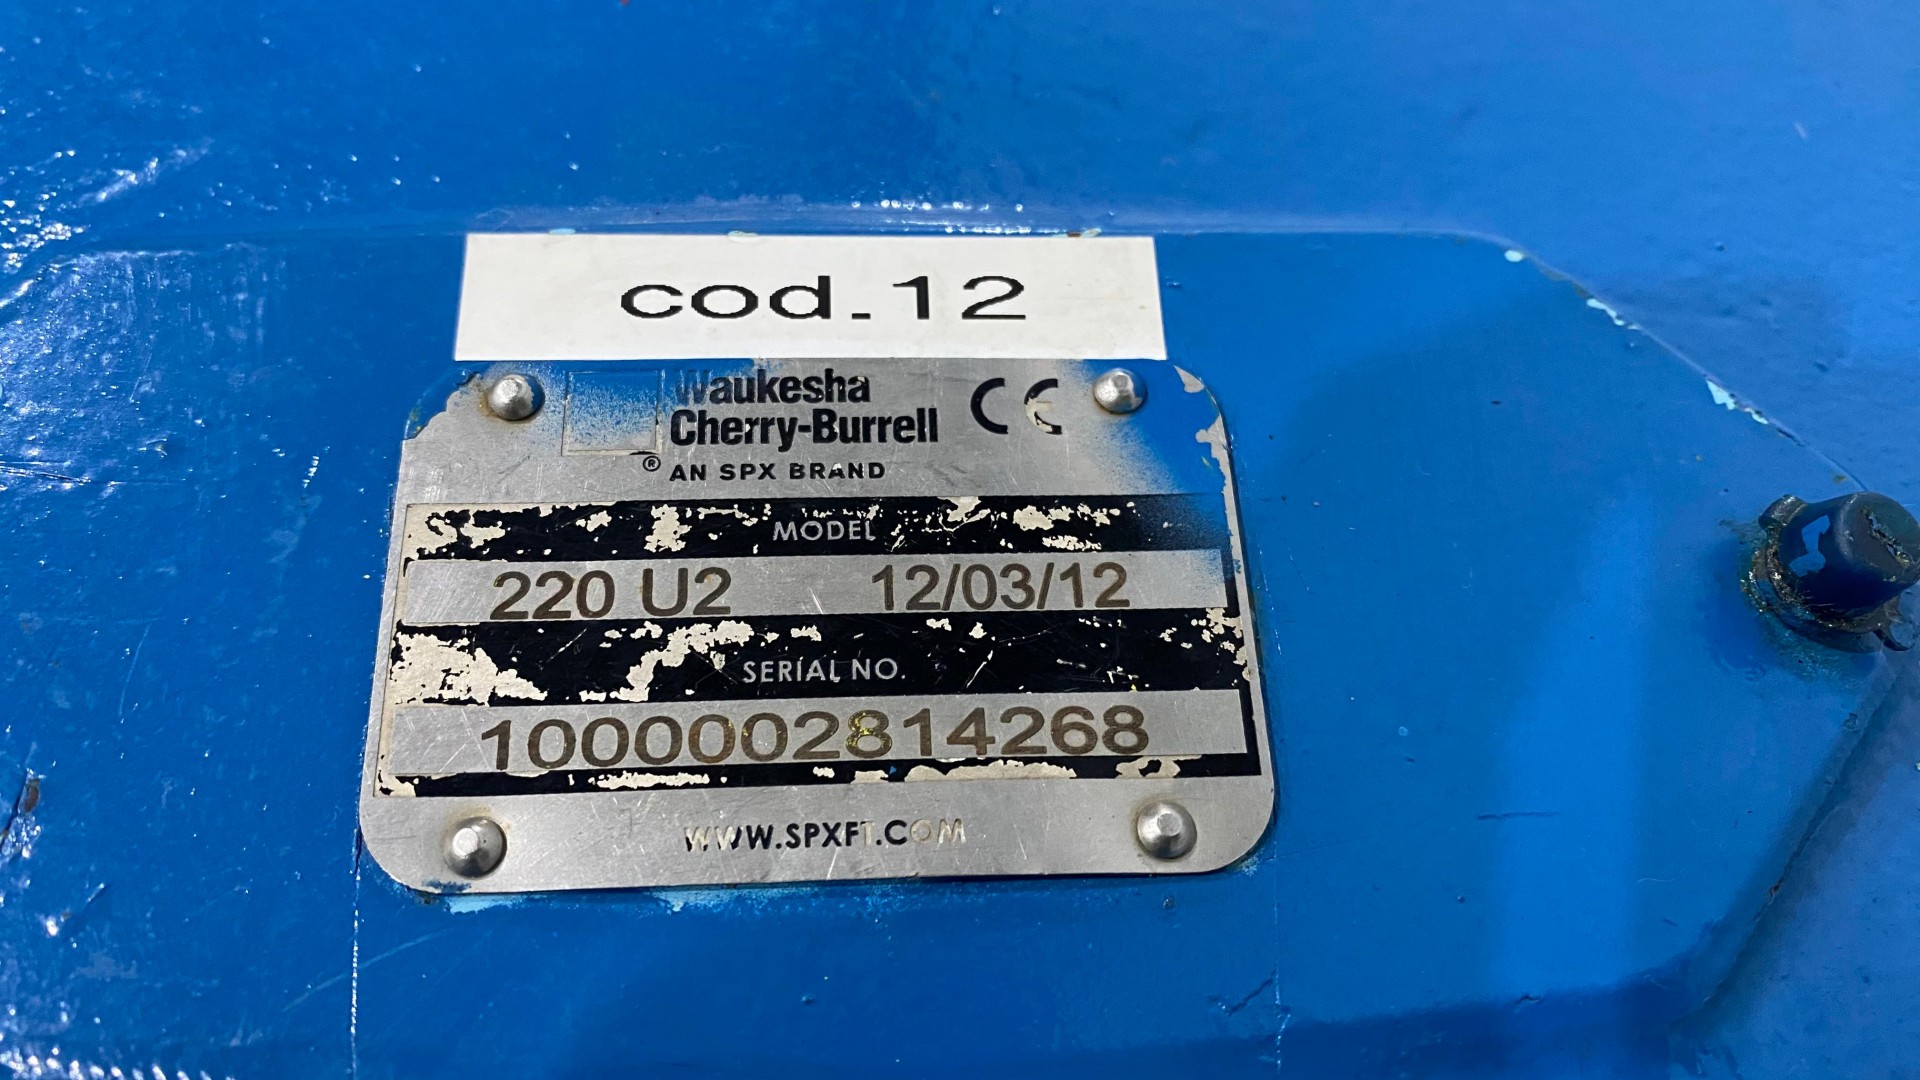 cod.12
Waukesha
Cherry-Burrell
CE
® AN SPX BRAND
MODEL
220 U2 12/03/12
SERIAL NO.
1000002814268
WWW.SPXFT.COM